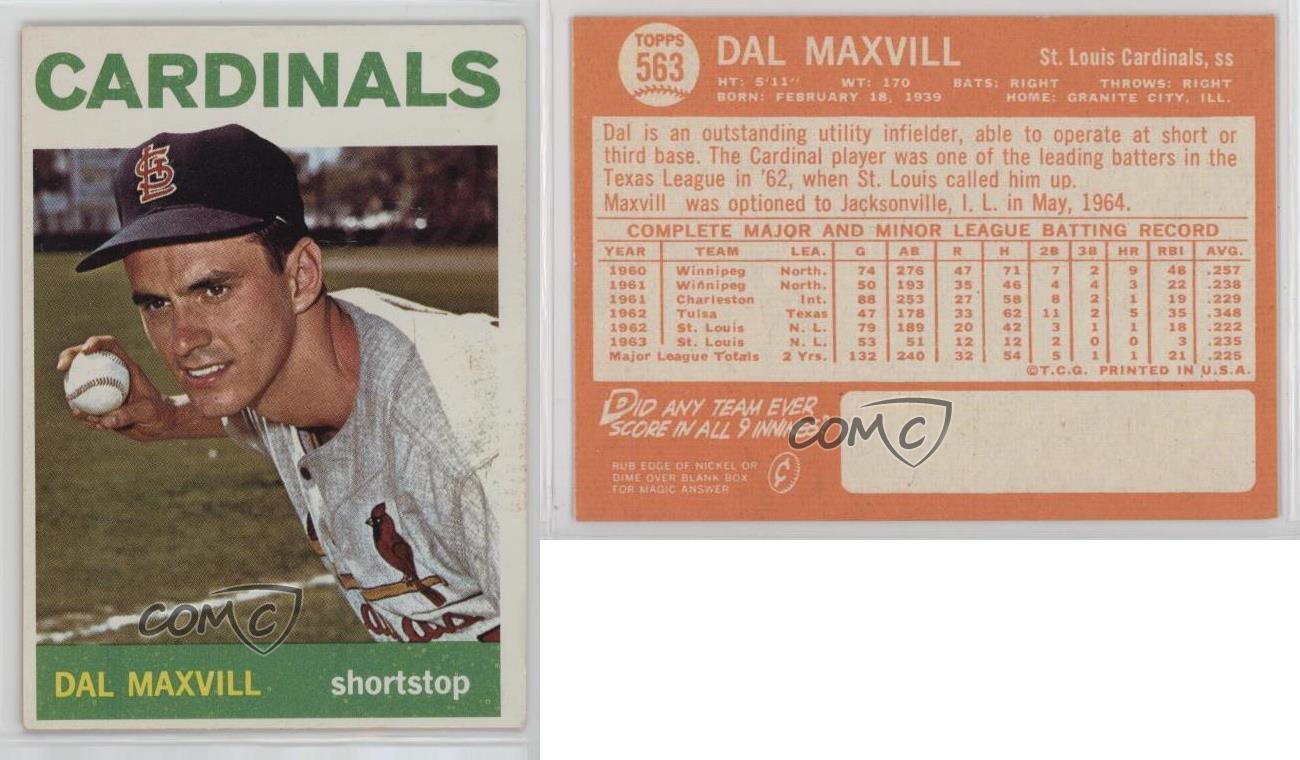 CARDINALS
STL
Cardinals
COMC
DAL MAXVILL shortstop
TOPPS
563
DAL MAXVILL St. Louis Cardinals, ss
HT: 5'11" WT: 170 BATS: RIGHT THROWS: RIGHT
BORN: FEBRUARY 18, 1939 HOME: GRANITE CITY, ILL.
Dal is an outstanding utility infielder, able to operate at short or
third base. The Cardinal player was one of the leading batters in the
Texas League in '62, when St. Louis called him up.
Maxvill was optioned to Jacksonville, I. L. in May, 1964.
COMPLETE MAJOR AND MINOR LEAGUE BATTING RECORD
YEAR TEAM LEA. G AB R H 2B 3B HR RBI AVG.
1960 Winnipeg North. 74 276 47 71 7 2 9 48 .257
1961 Winnipeg North. 50 193 35 46 4 4 3 22 .238
1961 Charleston Int. 88 253 27 58 8 2 1 19 .229
1962 Tulsa Texas 47 178 33 62 11 2 5 35 .348
1962 St. Louis N. L. 79 189 20 42 3 1 1 18 .222
1963 St. Louis N. L. 53 51 12 12 2 0 0 3 .235
Major League Totals 2 Yrs. 132 240 32 54 5 1 1 21 .225
©T.C.G. PRINTED IN U.S.A.
DID ANY TEAM EVER
SCORE IN ALL 9 INNINGS
COMC
RUB EDGE OF NICKEL OR
DIME OVER BLANK BOX
FOR MAGIC ANSWER
¢